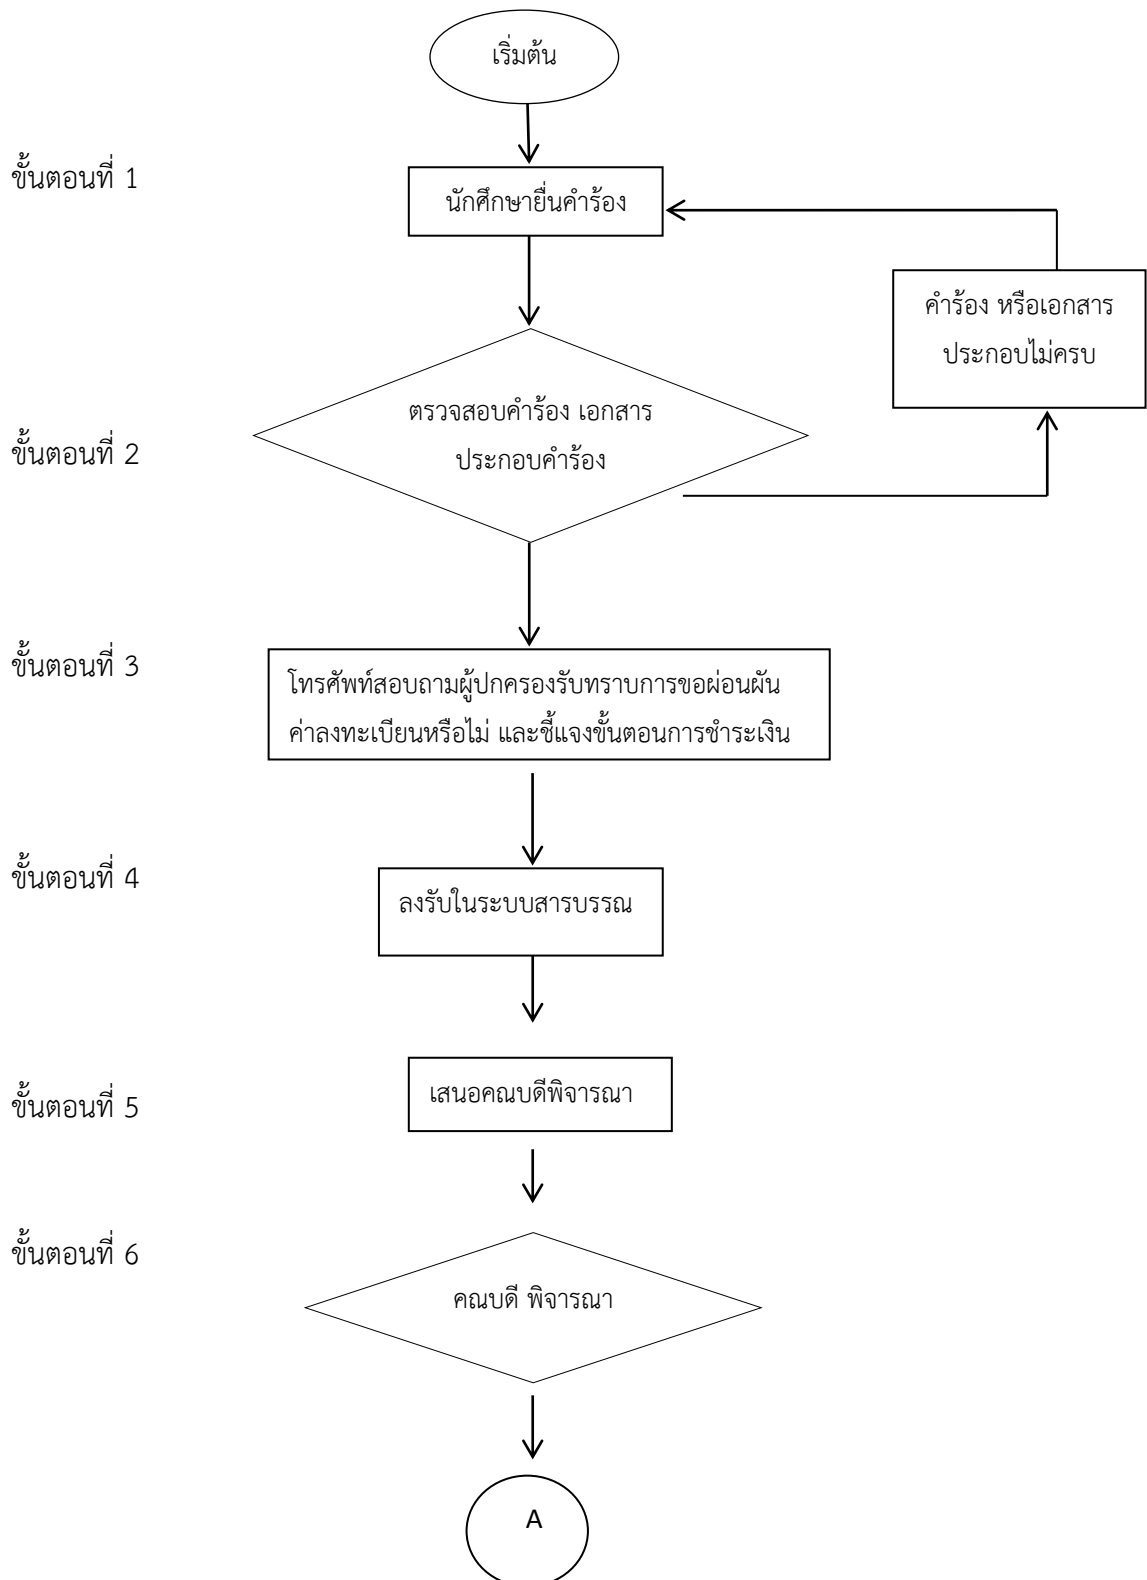 เริ่มต้น
ขั้นตอนที่ 1
นักศึกษายื่นคำร้อง
คำร้อง หรือเอกสาร
ประกอบไม่ครบ
ขั้นตอนที่ 2
ตรวจสอบคำร้อง เอกสาร
ประกอบคำร้อง
ขั้นตอนที่ 3
โทรศัพท์สอบถามผู้ปกครองรับทราบการขอผ่อนผัน
ค่าลงทะเบียนหรือไม่ และชี้แจงขั้นตอนการชำระเงิน
ขั้นตอนที่ 4
ลงรับในระบบสารบรรณ
ขั้นตอนที่ 5
เสนอคณบดีพิจารณา
ขั้นตอนที่ 6
คณบดี พิจารณา
A